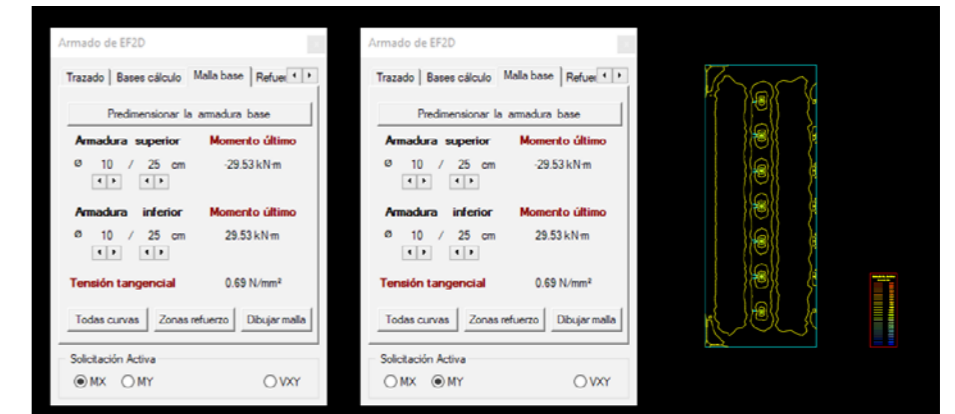 Armado de EF2D
Trazado Bases cálculo Malla base Refuer
Predimensionar la armadura base
Armadura superior Momento último
Ø 10 / 25 cm -29.53 kN·m
Armadura inferior Momento último
Ø 10 / 25 cm 29.53 kN·m
Tensión tangencial 0.69 N/mm²
Todas curvas Zonas refuerzo Dibujar malla
Solicitación Activa
MX MY VXY
Armado de EF2D
Trazado Bases cálculo Malla base Refuer
Predimensionar la armadura base
Armadura superior Momento último
Ø 10 / 25 cm -29.53 kN·m
Armadura inferior Momento último
Ø 10 / 25 cm 29.53 kN·m
Tensión tangencial 0.69 N/mm²
Todas curvas Zonas refuerzo Dibujar malla
Solicitación Activa
MX MY VXY